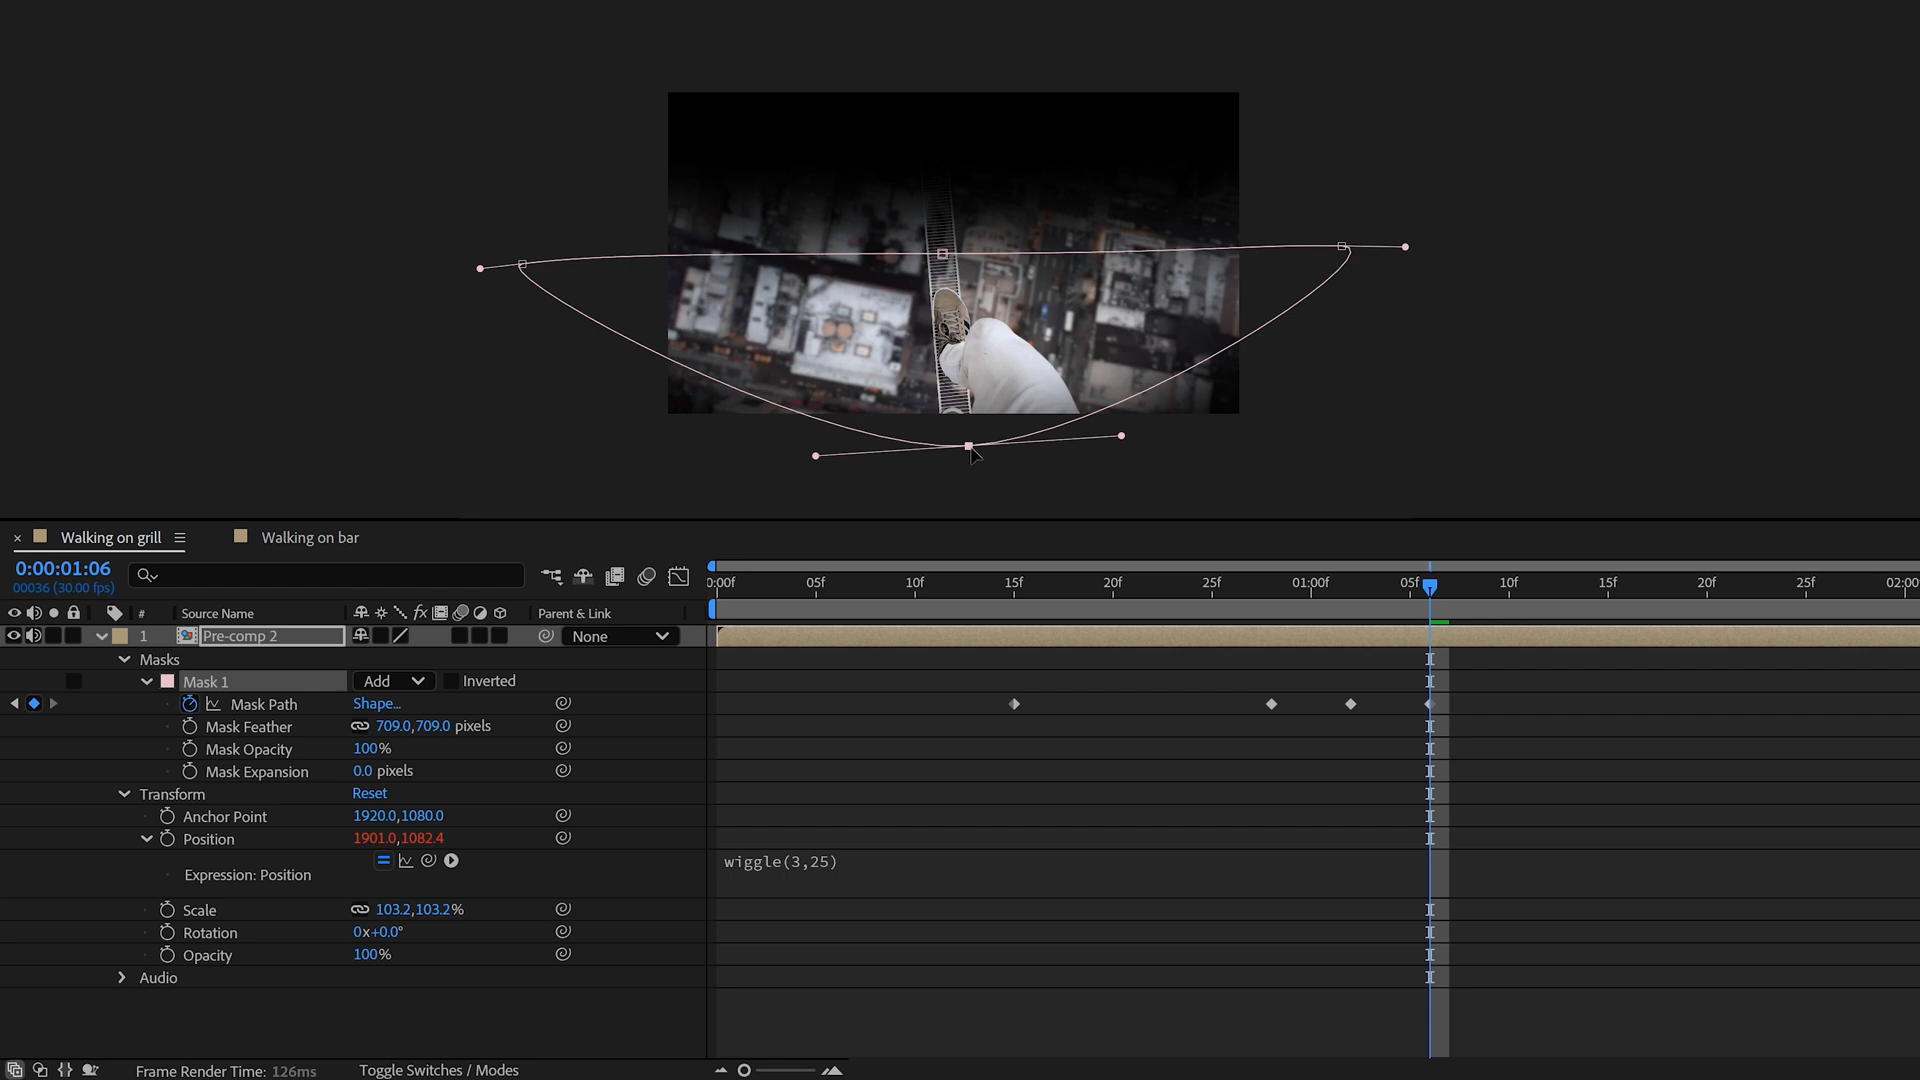 Walking on grill
Walking on bar
0:00:01:06
00036 (30.00 fps)
0:00f 05f 10f 15f 20f 25f 01:00f 05f 10f 15f 20f 25f 02:00
# Source Name fx Parent & Link
1 Pre-comp 2 None
Masks
Mask 1 Add Inverted
Mask Path Shape...
Mask Feather 709.0,709.0 pixels
Mask Opacity 100%
Mask Expansion 0.0 pixels
Transform Reset
Anchor Point 1920.0,1080.0
Position 1901.0,1082.4
Expression: Position wiggle(3,25)
Scale 103.2,103.2%
Rotation 0x+0.0°
Opacity 100%
Audio
Frame Render Time: 126ms Toggle Switches / Modes